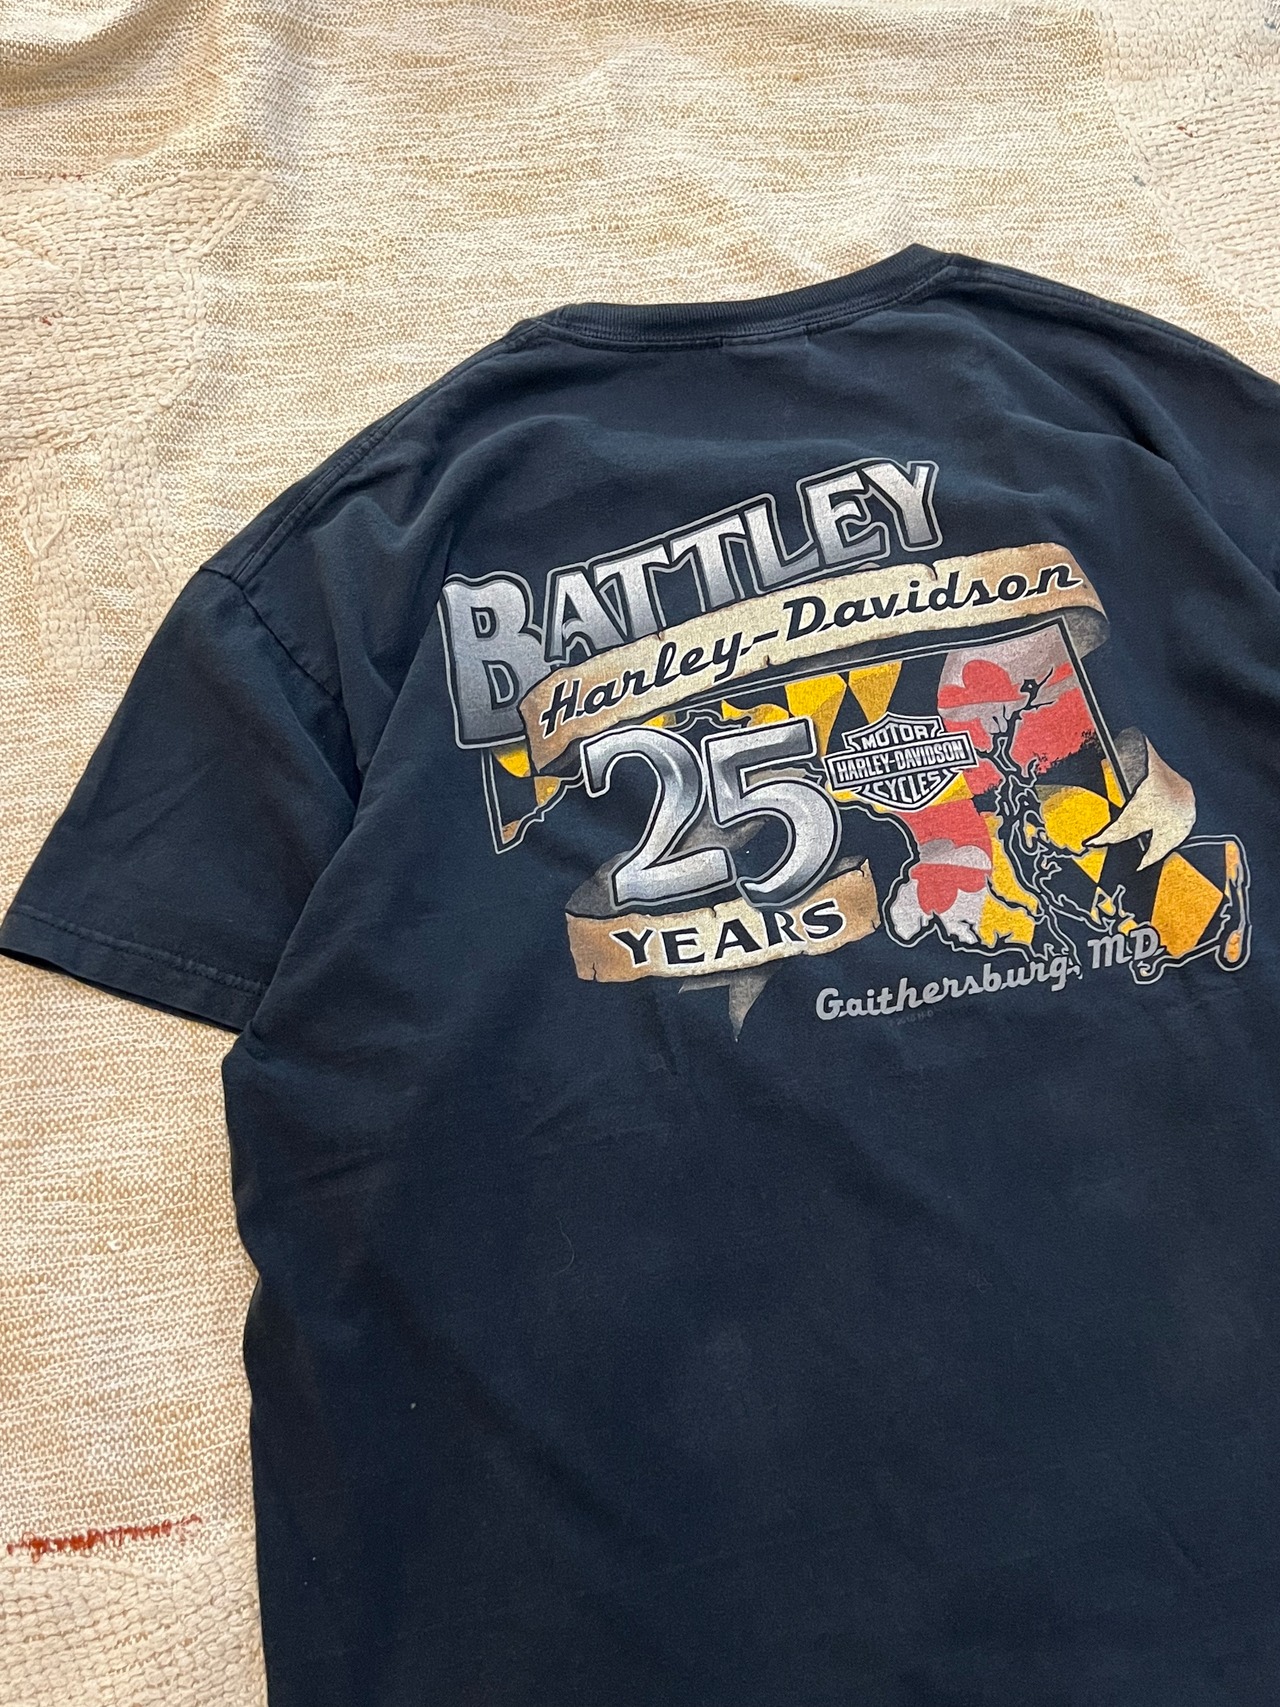 BATTLEY
Harley-Davidson
25
MOTOR
HARLEY-DAVIDSON
CYCLES
YEARS
Gaithersburg, MD